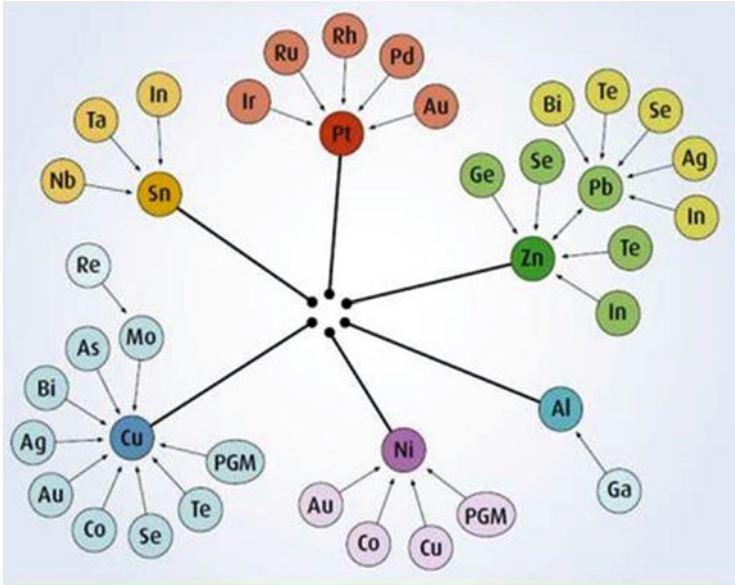 Rh
Ru
Pd
Ir
Au
Pt
In
Ta
Nb
Sn
Te
Bi
Se
Ag
In
Pb
Se
Ge
Te
In
Zn
Re
Mo
As
Bi
Ag
Au
Co
Se
Te
PGM
Cu
Ni
Au
Co
Cu
PGM
Al
Ga